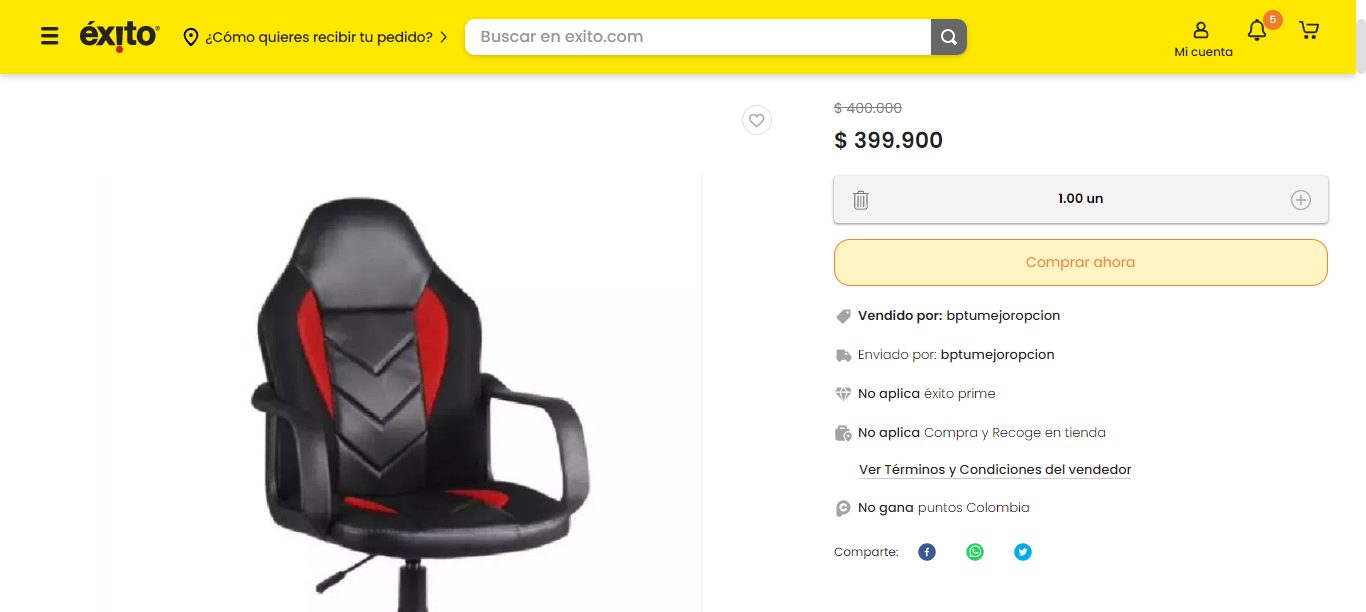 éxito
¿Cómo quieres recibir tu pedido?
Buscar en exito.com
Mi cuenta
5
$ 400.000
$ 399.900
1.00 un
Comprar ahora
Vendido por: bptumejoropcion
Enviado por: bptumejoropcion
No aplica éxito prime
No aplica Compra y Recoge en tienda
Ver Términos y Condiciones del vendedor
No gana puntos Colombia
Comparte: